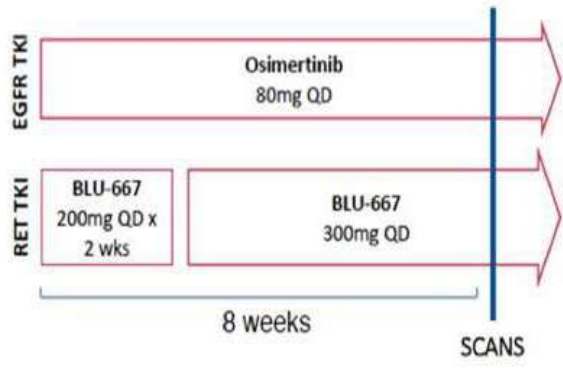 EGFR TKI
Osimertinib
80mg QD
RET TKI
BLU-667
200mg QD x
2 wks
BLU-667
300mg QD
8 weeks
SCANS